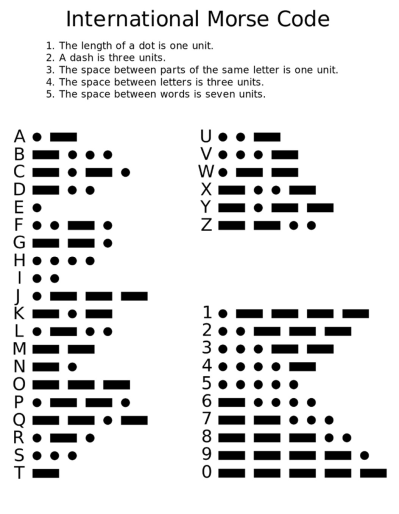 International Morse Code
1. The length of a dot is one unit.
2. A dash is three units.
3. The space between parts of the same letter is one unit.
4. The space between letters is three units.
5. The space between words is seven units.
A
B
C
D
E
F
G
H
I
J
K
L
M
N
O
P
Q
R
S
T
U
V
W
X
Y
Z
1
2
3
4
5
6
7
8
9
0